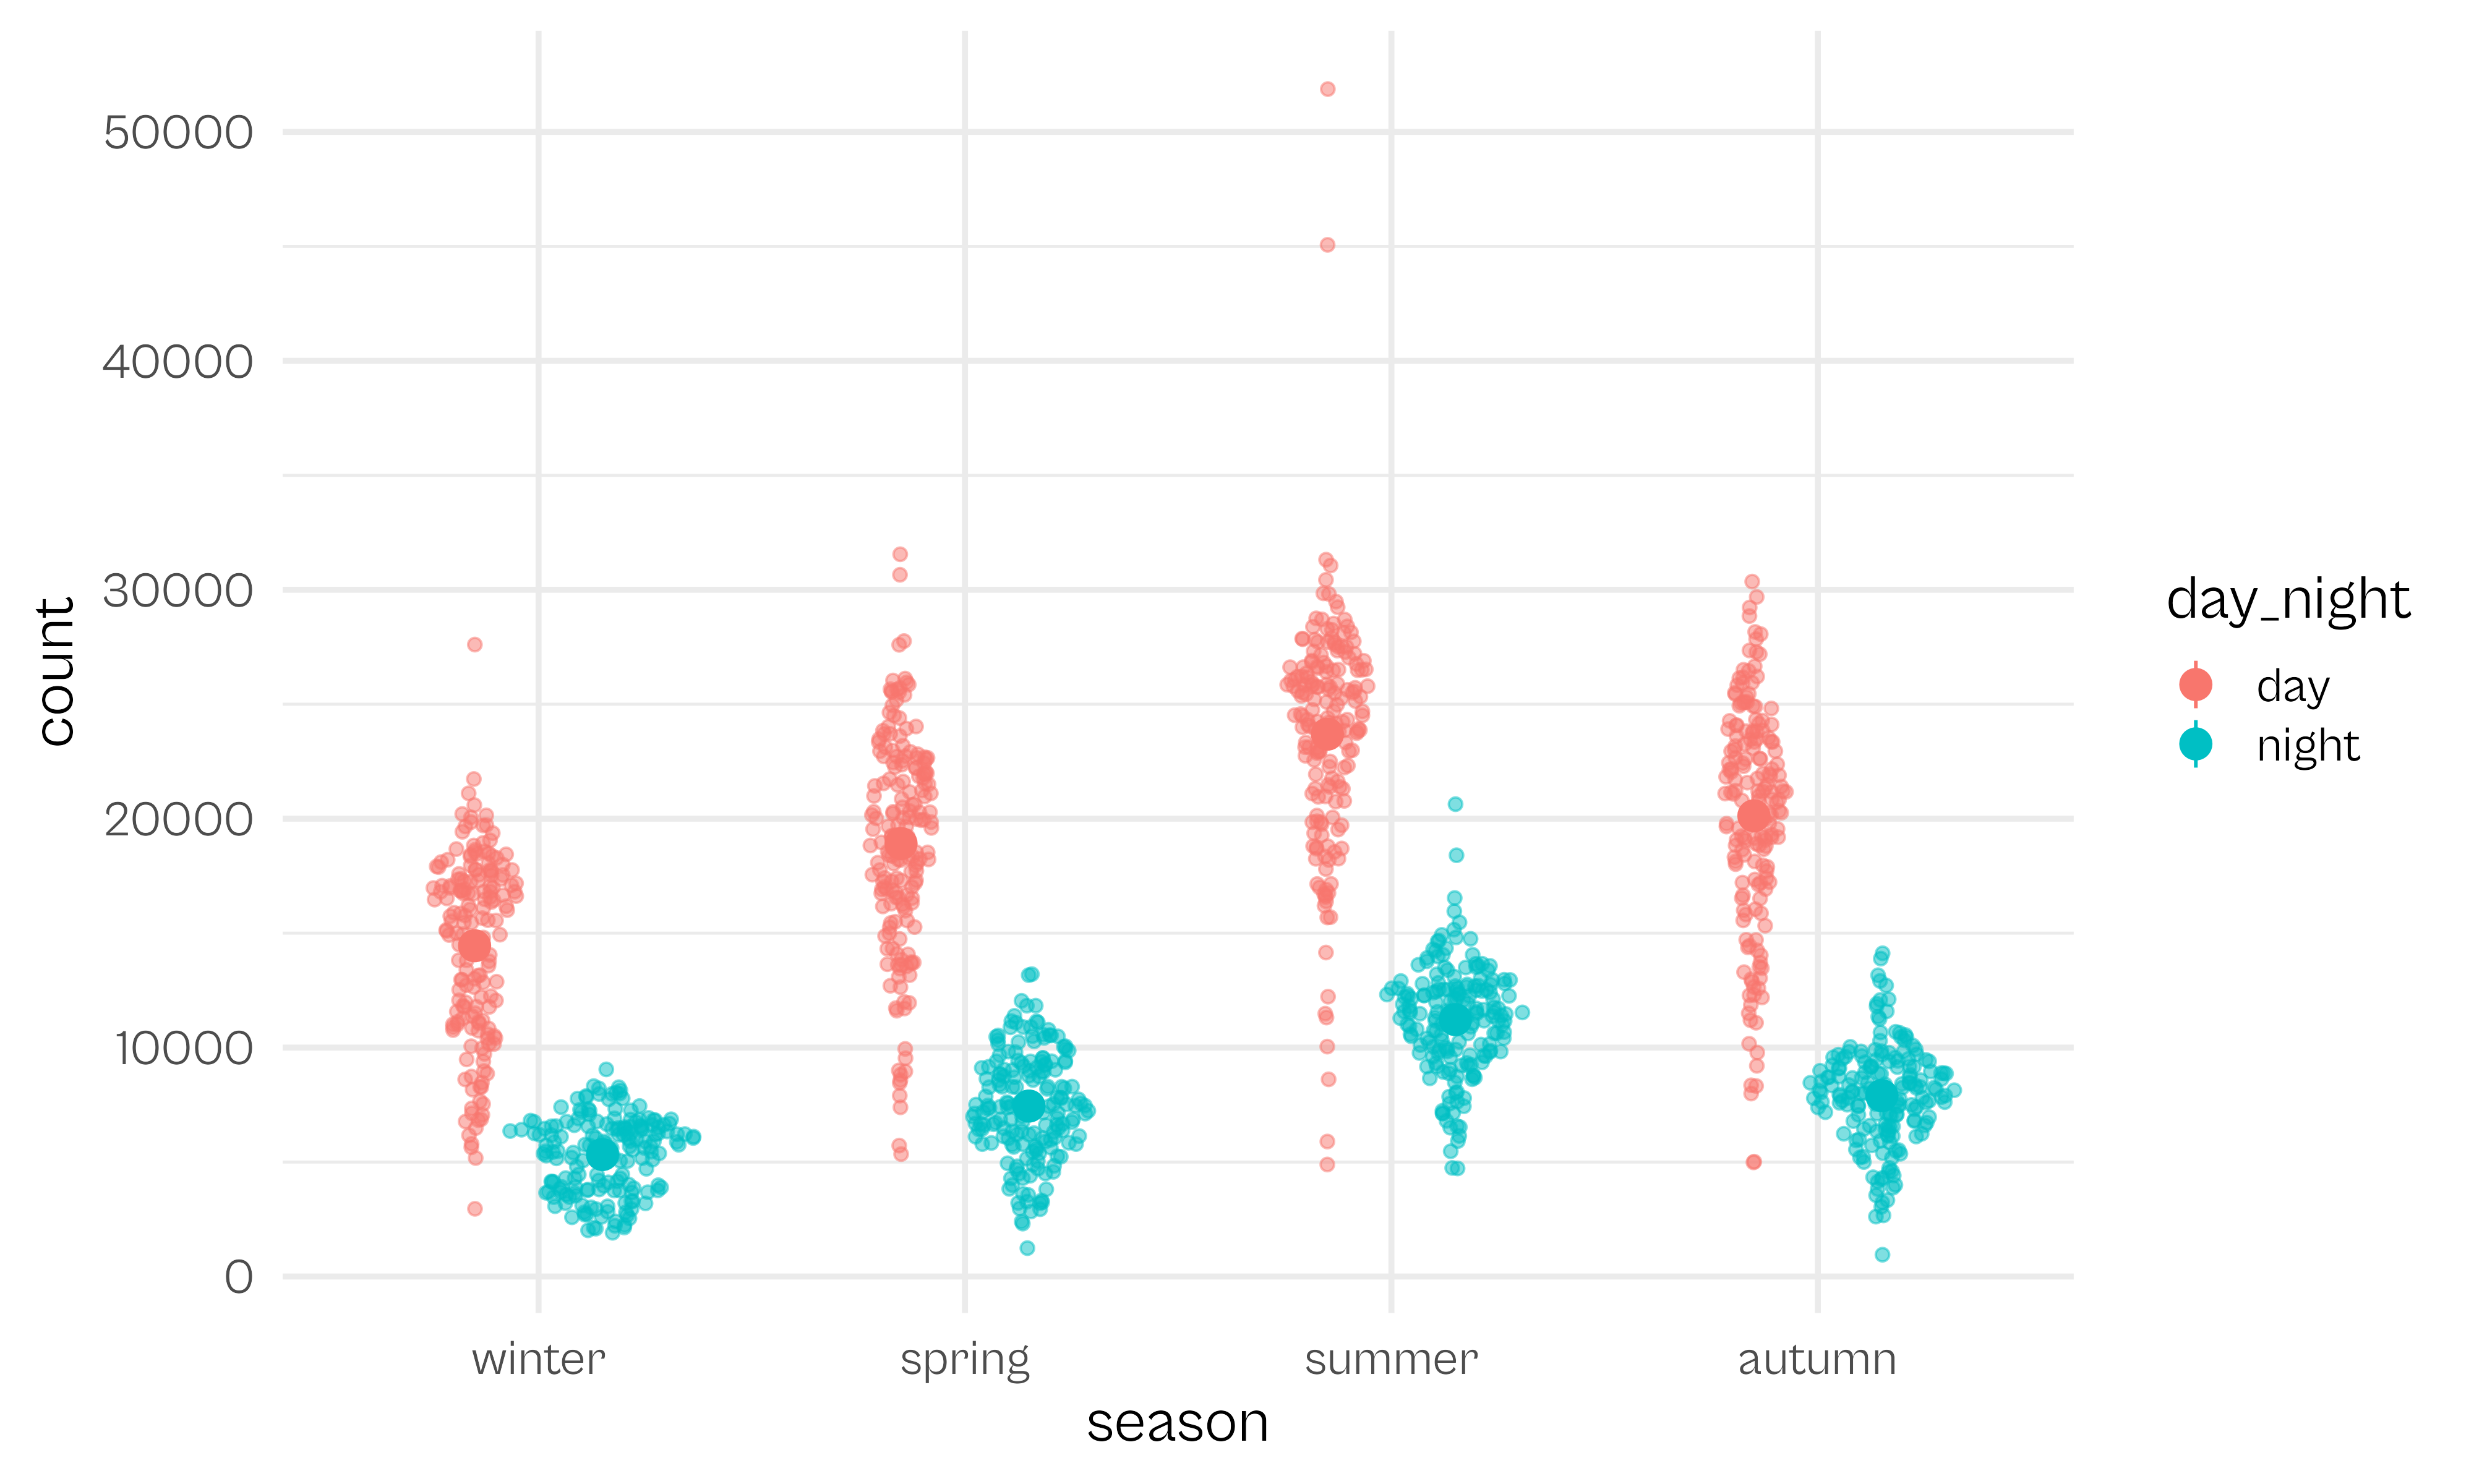 50000
40000
30000
20000
10000
0
count
winter spring summer autumn
season
day_night
day
night